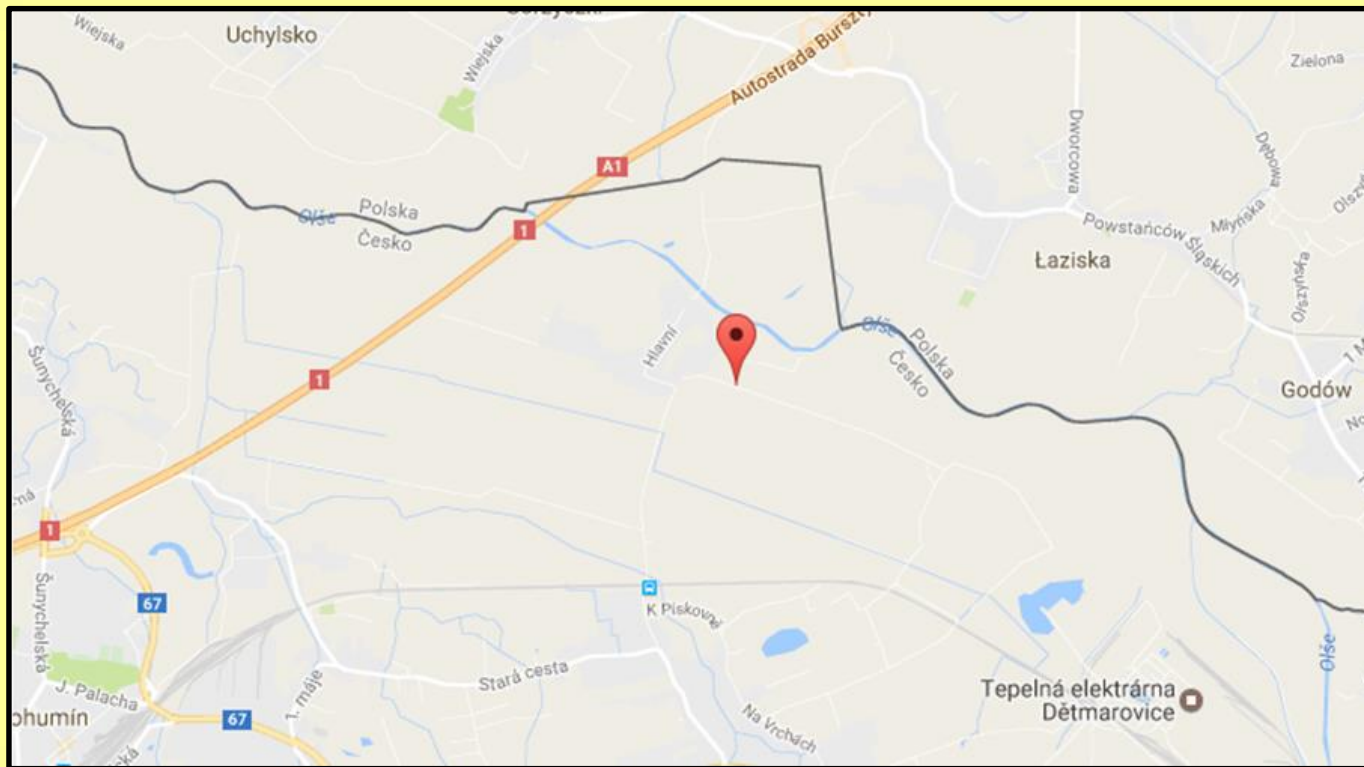 Wiejska
Uchylsko
Wiejska
Autostrada Burszty
Zielona
Dworcowa
Dębowa
A1
Polska
Olše
Česko
1
Powstańców Śląskich
Młyńska
Łaziska
Olszyńska
Hlavní
Olše
Polska
Česko
Šunychelská
1
Godów
1
Šunychelská
67
K Pískovně
Stará cesta
J. Palacha
1. máje
ohumín
67
Na Vrchách
Tepelná elektrárna
Dětmarovice
Olše